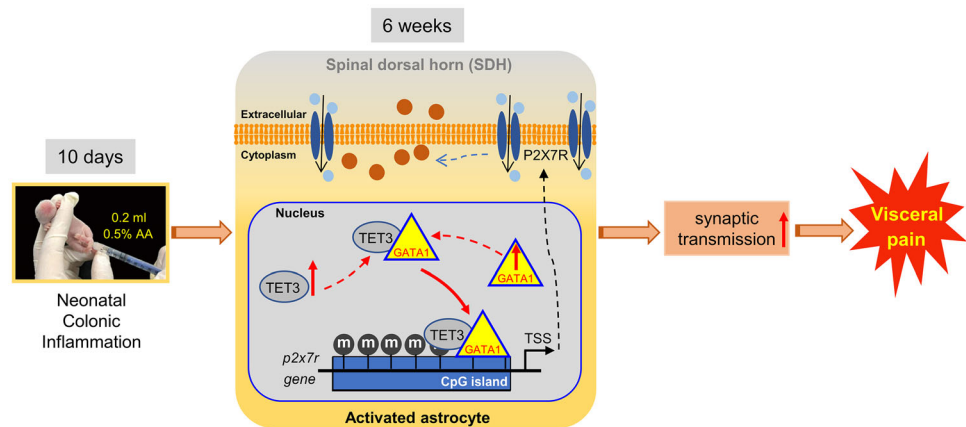 6 weeks
Spinal dorsal horn (SDH)
Extracellular
Cytoplasm
P2X7R
10 days
0.2 ml
0.5% AA
Neonatal
Colonic
Inflammation
Nucleus
TET3
GATA1
GATA1
TET3
TET3
GATA1
m m m m m
TSS
p2x7r
gene
CpG island
Activated astrocyte
synaptic
transmission
Visceral
pain